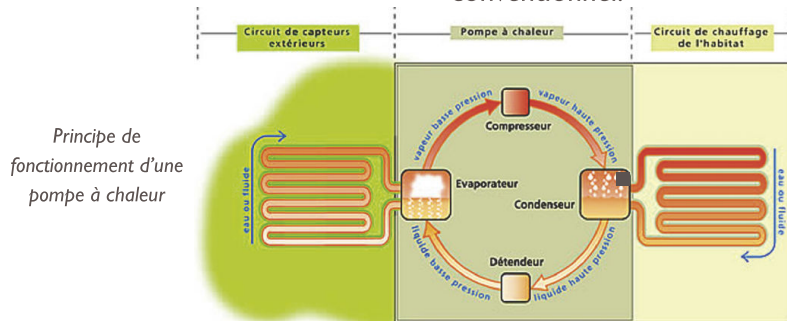 Circuit de capteurs
extérieurs
Pompe à chaleur
Circuit de chauffage
de l'habitat
Principe de
fonctionnement d'une
pompe à chaleur
eau ou fluide
vapeur basse pression
Compresseur
vapeur haute pression
Evaporateur
Condenseur
Détendeur
liquide basse pression
liquide haute pression
eau ou fluide